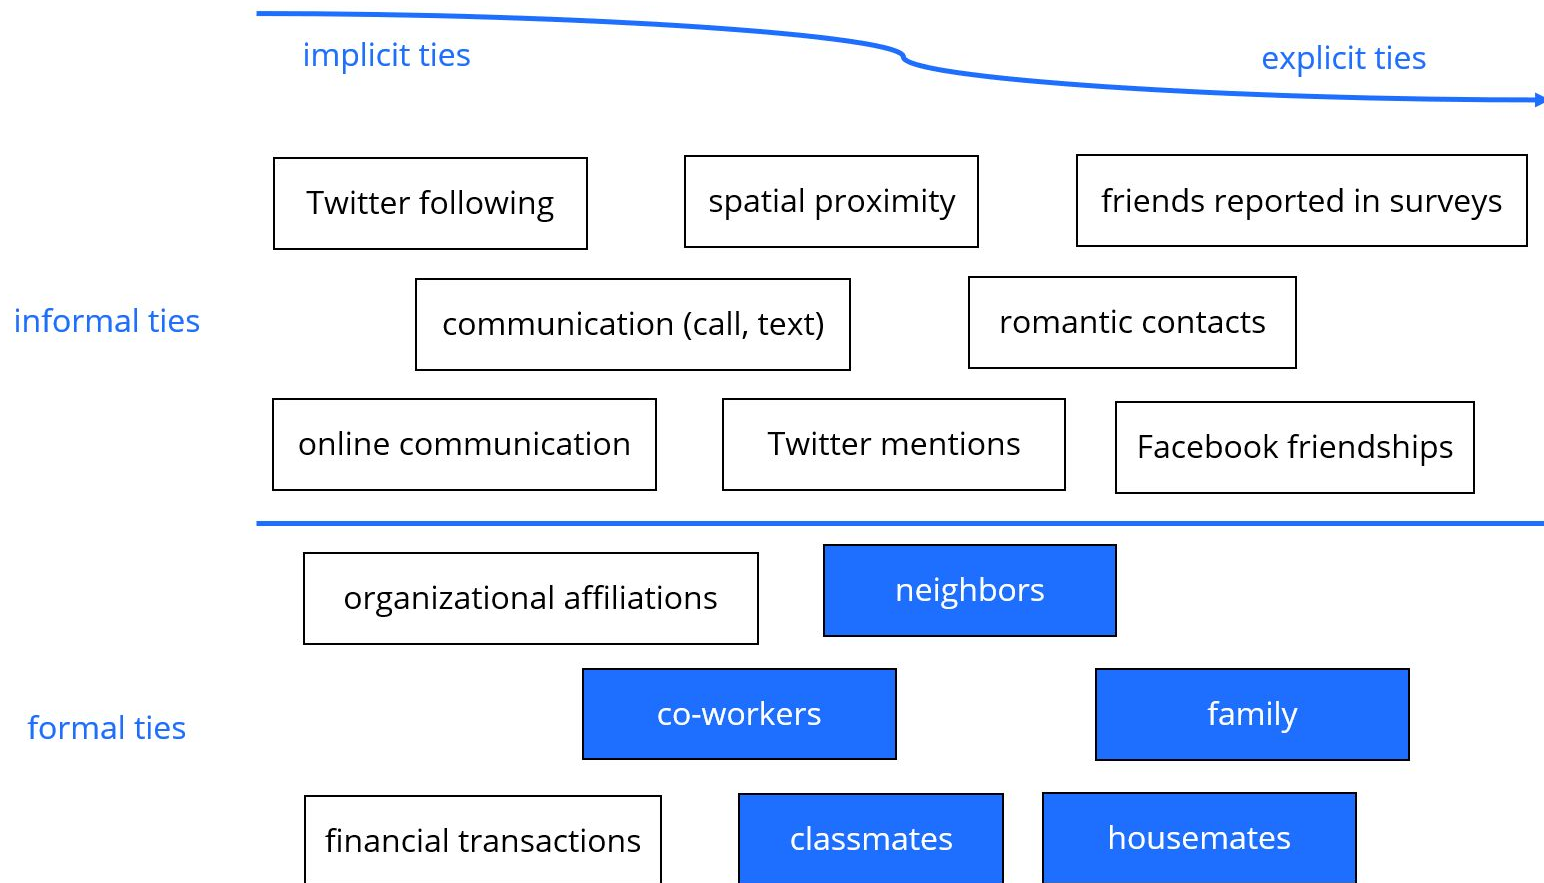 implicit ties
explicit ties
Twitter following
spatial proximity
friends reported in surveys
informal ties
communication (call, text)
romantic contacts
online communication
Twitter mentions
Facebook friendships
organizational affiliations
neighbors
formal ties
co-workers
family
financial transactions
classmates
housemates